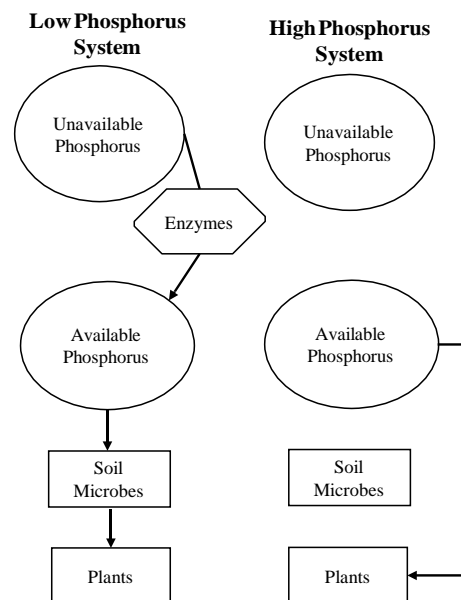 Low Phosphorus
System
High Phosphorus
System
Unavailable
Phosphorus
Unavailable
Phosphorus
Enzymes
Available
Phosphorus
Available
Phosphorus
Soil
Microbes
Soil
Microbes
Plants
Plants